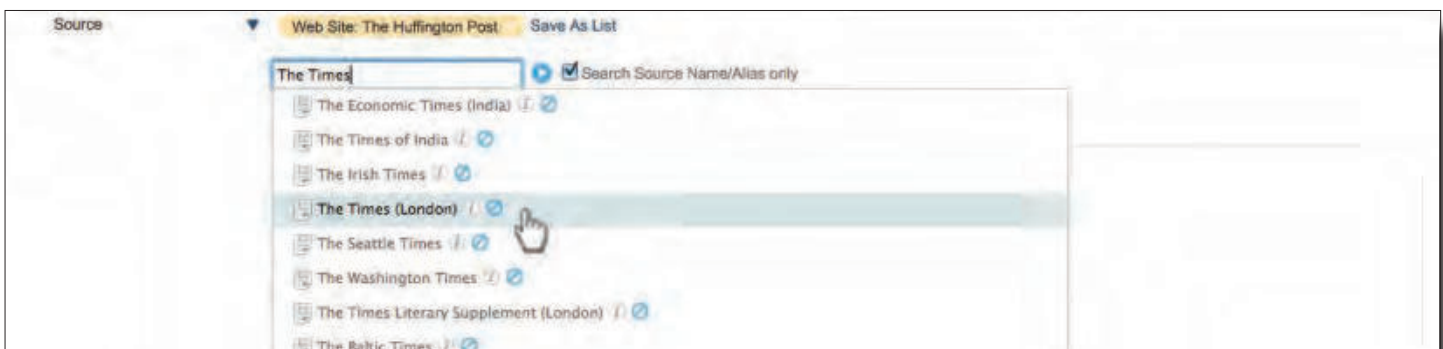 Source Web Site: The Huffington Post Save As List
The Times Search Source Name/Alias only
The Economic Times (India)
The Times of India
The Irish Times
The Times (London)
The Seattle Times
The Washington Times
The Times Literary Supplement (London)
The Baltic Times